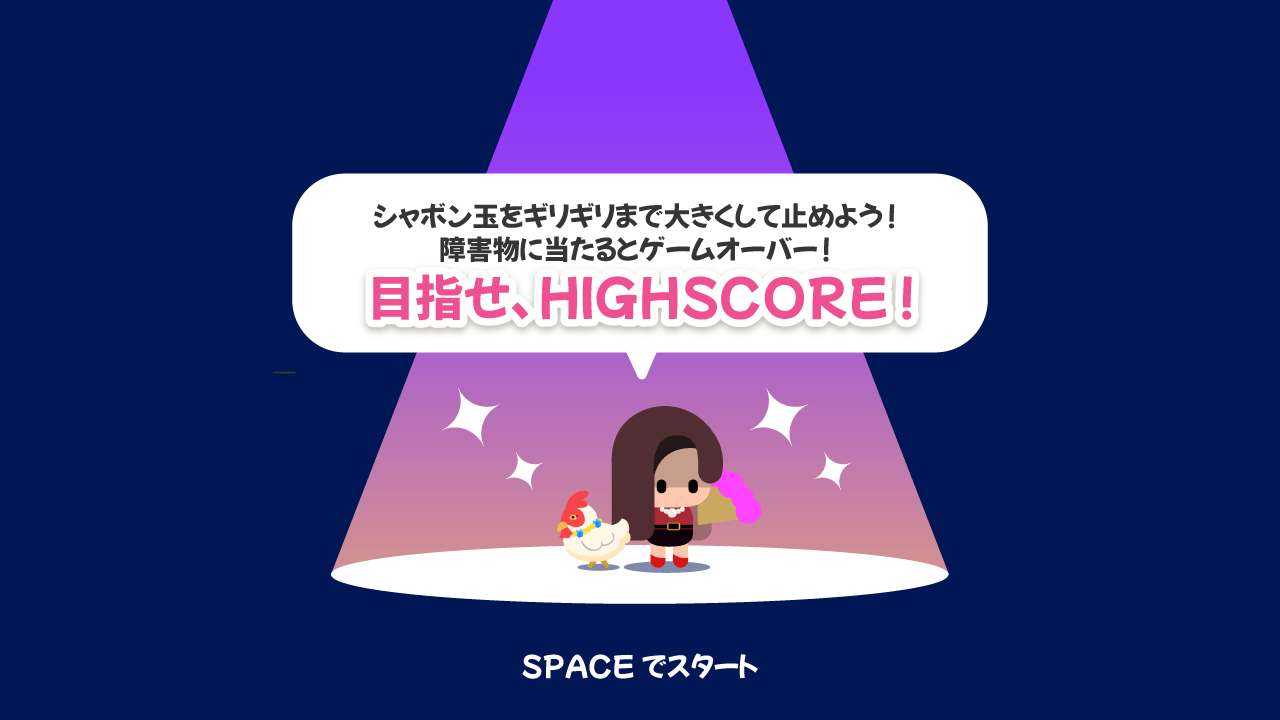 シャボン玉をギリギリまで大きくして止めよう！
障害物に当たるとゲームオーバー！
目指せ、HIGHSCORE！
SPACE でスタート